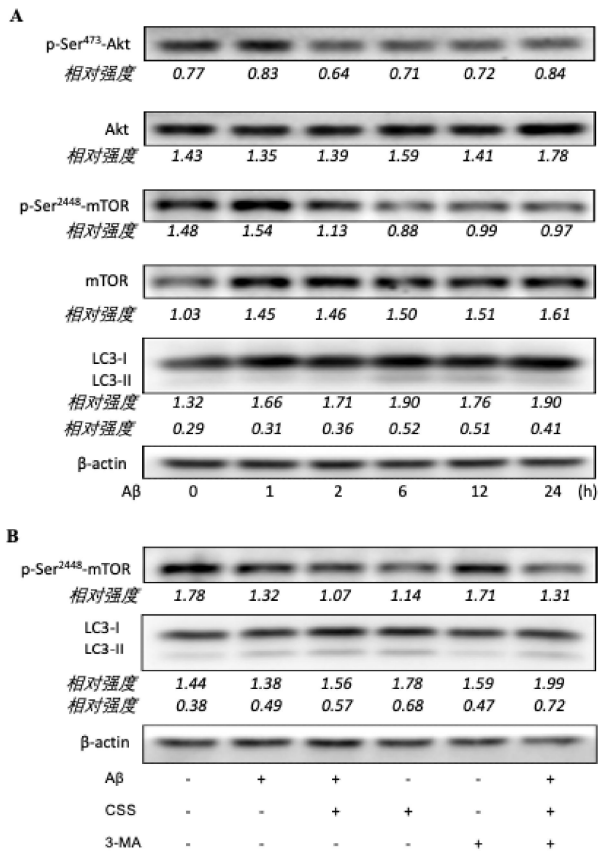 A
p-Ser473-Akt
相对强度 0.77 0.83 0.64 0.71 0.72 0.84
Akt
相对强度 1.43 1.35 1.39 1.59 1.41 1.78
p-Ser2448-mTOR
相对强度 1.48 1.54 1.13 0.88 0.99 0.97
mTOR
相对强度 1.03 1.45 1.46 1.50 1.51 1.61
LC3-I
LC3-II
相对强度 1.32 1.66 1.71 1.90 1.76 1.90
相对强度 0.29 0.31 0.36 0.52 0.51 0.41
β-actin
Aβ 0 1 2 6 12 24 (h)
B
p-Ser2448-mTOR
相对强度 1.78 1.32 1.07 1.14 1.71 1.31
LC3-I
LC3-II
相对强度 1.44 1.38 1.56 1.78 1.59 1.99
相对强度 0.38 0.49 0.57 0.68 0.47 0.72
β-actin
Aβ - + + - - +
CSS - - + + - +
3-MA - - - - + +